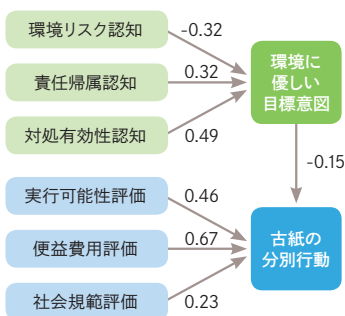 環境リスク認知
-0.32
責任帰属認知
0.32
対処有効性認知
0.49
環境に
優しい
目標意図
-0.15
実行可能性評価
0.46
便益費用評価
0.67
社会規範評価
0.23
古紙の
分別行動